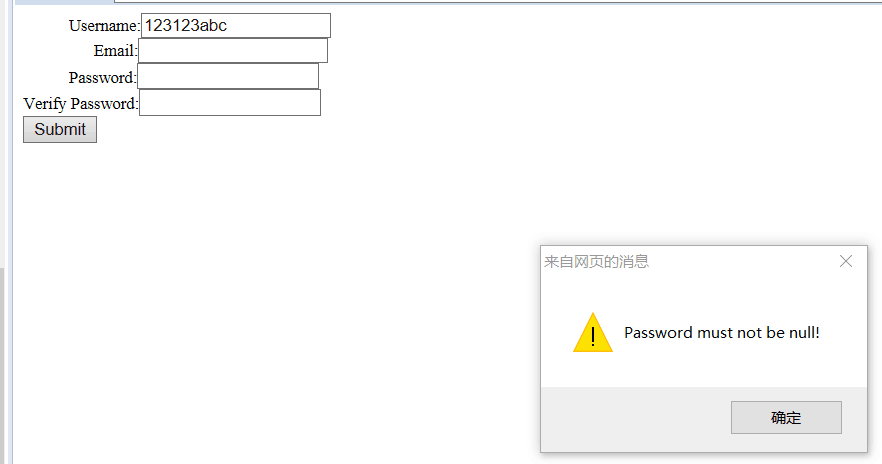 Username:123123abc
Email:
Password:
Verify Password:
Submit
来自网页的消息
Password must not be null!
确定